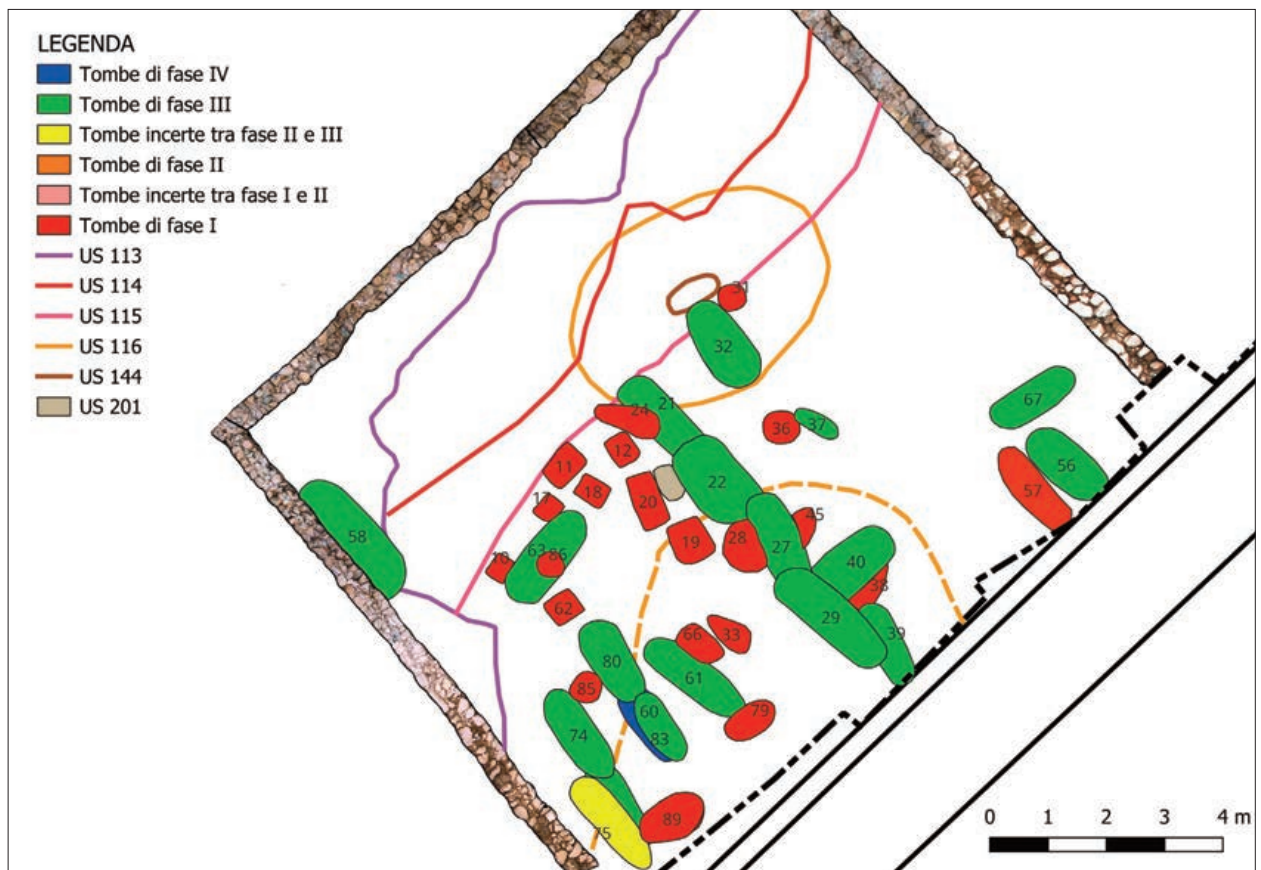 LEGENDA
Tombe di fase IV
Tombe di fase III
Tombe incerte tra fase II e III
Tombe di fase II
Tombe incerte tra fase I e II
Tombe di fase I
US 113
US 114
US 115
US 116
US 144
US 201
31
32
21
24
36
37
67
12
11
56
22
18
20
57
17
45
58
19
28
27
63
86
40
38
62
29
39
66
33
80
61
85
60
79
74
83
89
75
0 1 2 3 4 m